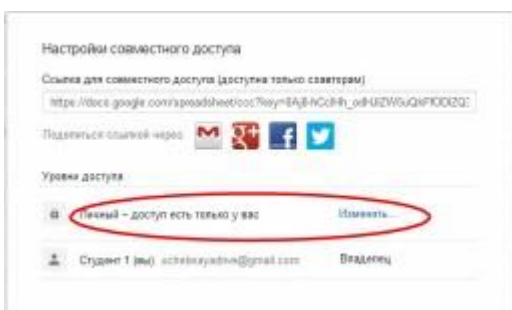 Настройки совместного доступа
Ссылка для совместного доступа (доступна только соавторам)
https://docs.google.com/spreadsheet/ccc?key=
Поделиться ссылкой через:
Уровни доступа
Личный – доступ есть только у вас Изменить...
Студент 1 (вы) Владелец